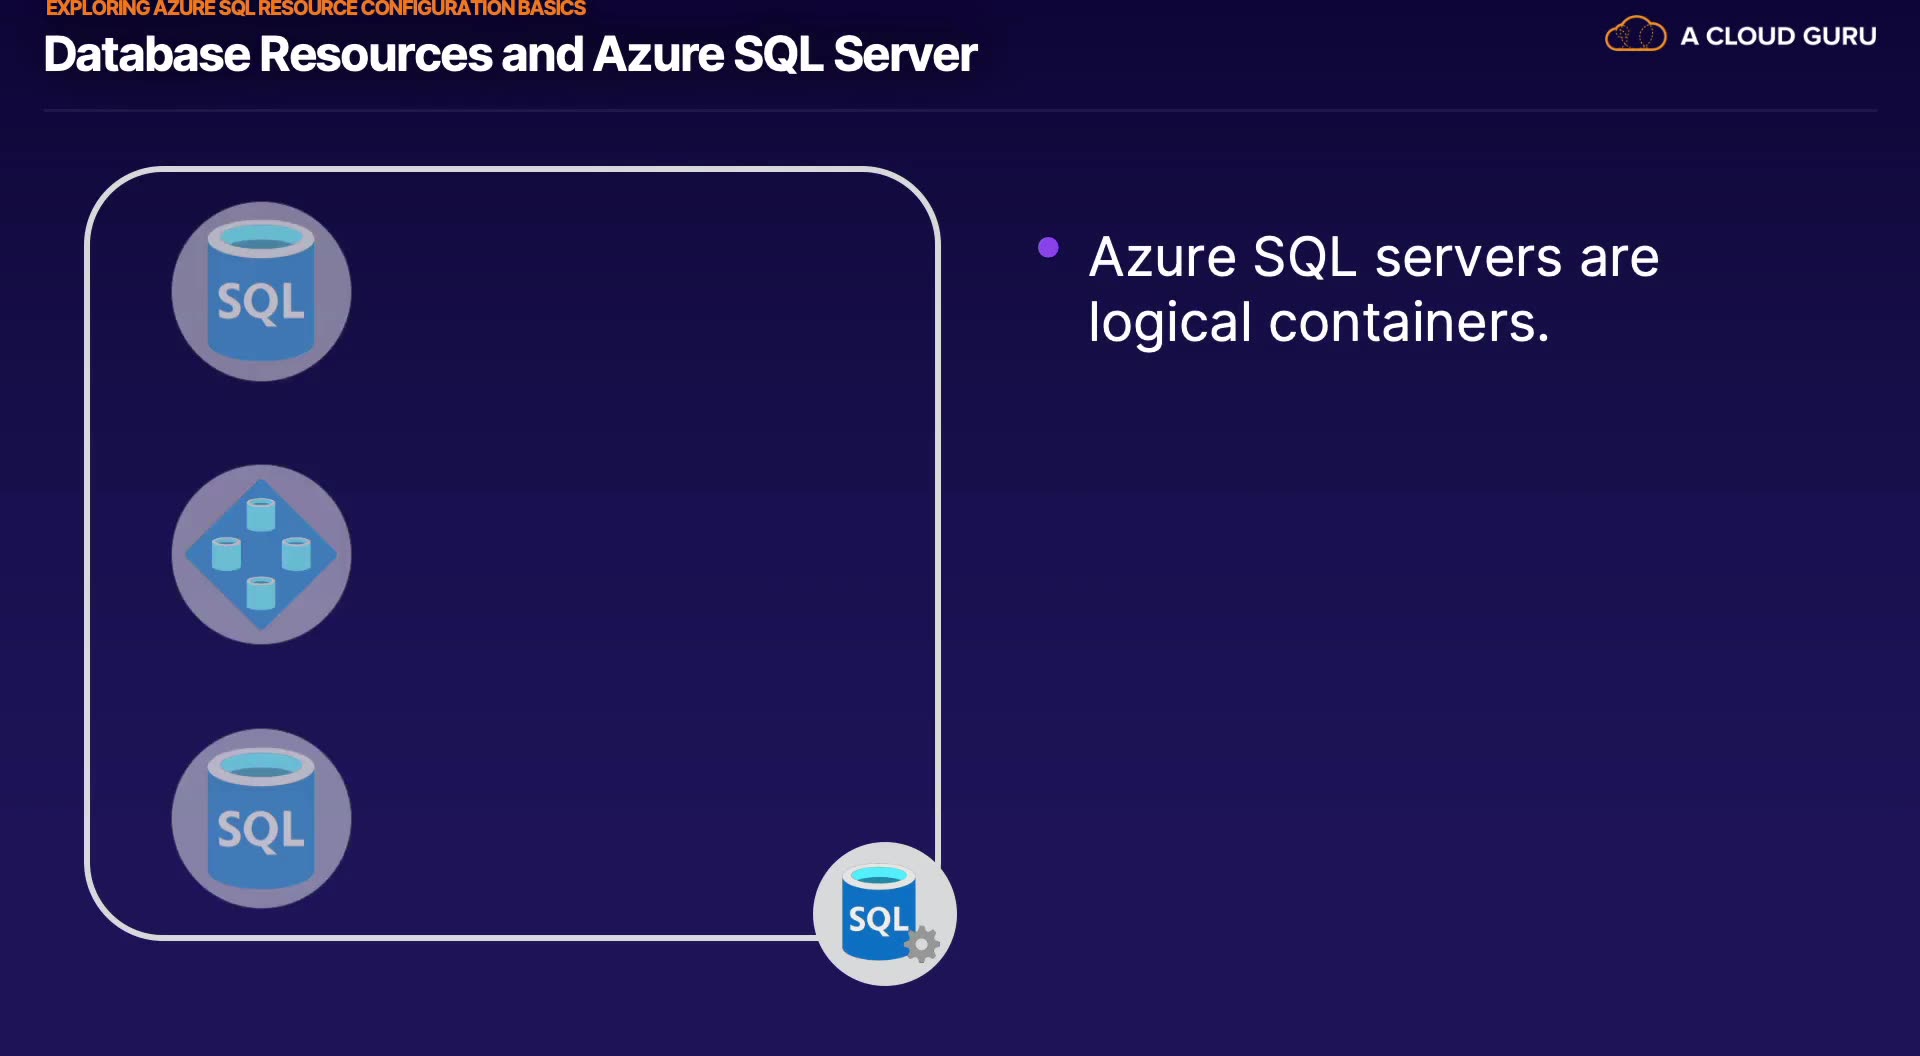 EXPLORING AZURE SQL RESOURCE CONFIGURATION BASICS
Database Resources and Azure SQL Server
A CLOUD GURU
SQL
Azure SQL servers are
logical containers.
SQL
SQL